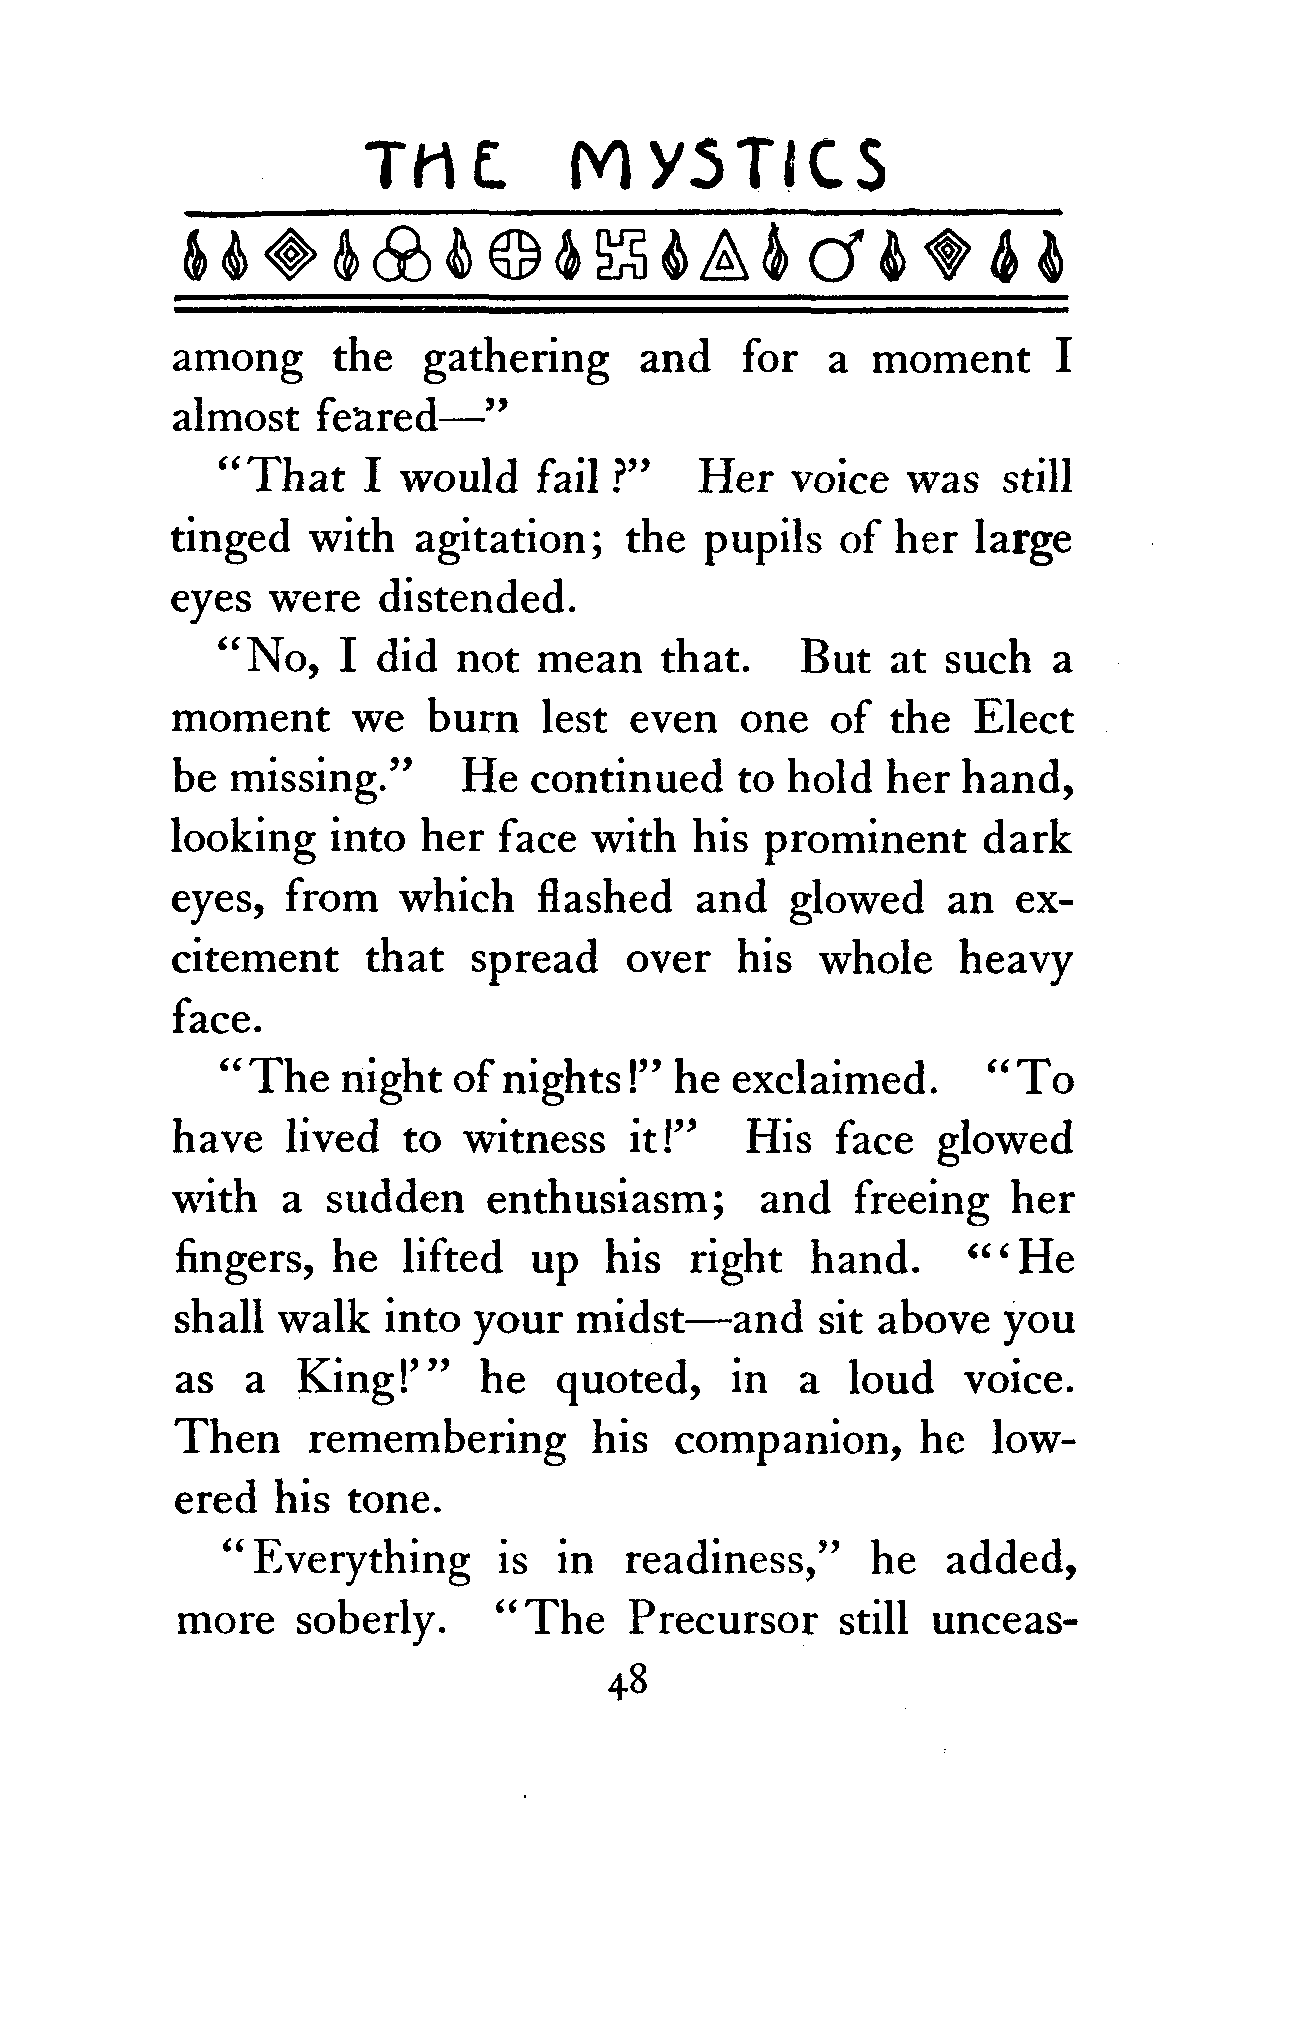 THE MYSTICS
among the gathering and for a moment I
almost feared—"
"That I would fail?" Her voice was still
tinged with agitation; the pupils of her large
eyes were distended.
"No, I did not mean that. But at such a
moment we burn lest even one of the Elect
be missing." He continued to hold her hand,
looking into her face with his prominent dark
eyes, from which flashed and glowed an ex-
citement that spread over his whole heavy
face.
"The night of nights!" he exclaimed. "To
have lived to witness it!" His face glowed
with a sudden enthusiasm; and freeing her
fingers, he lifted up his right hand. "'He
shall walk into your midst—and sit above you
as a King!'" he quoted, in a loud voice.
Then remembering his companion, he low-
ered his tone.
"Everything is in readiness," he added,
more soberly. "The Precursor still unceas-
48